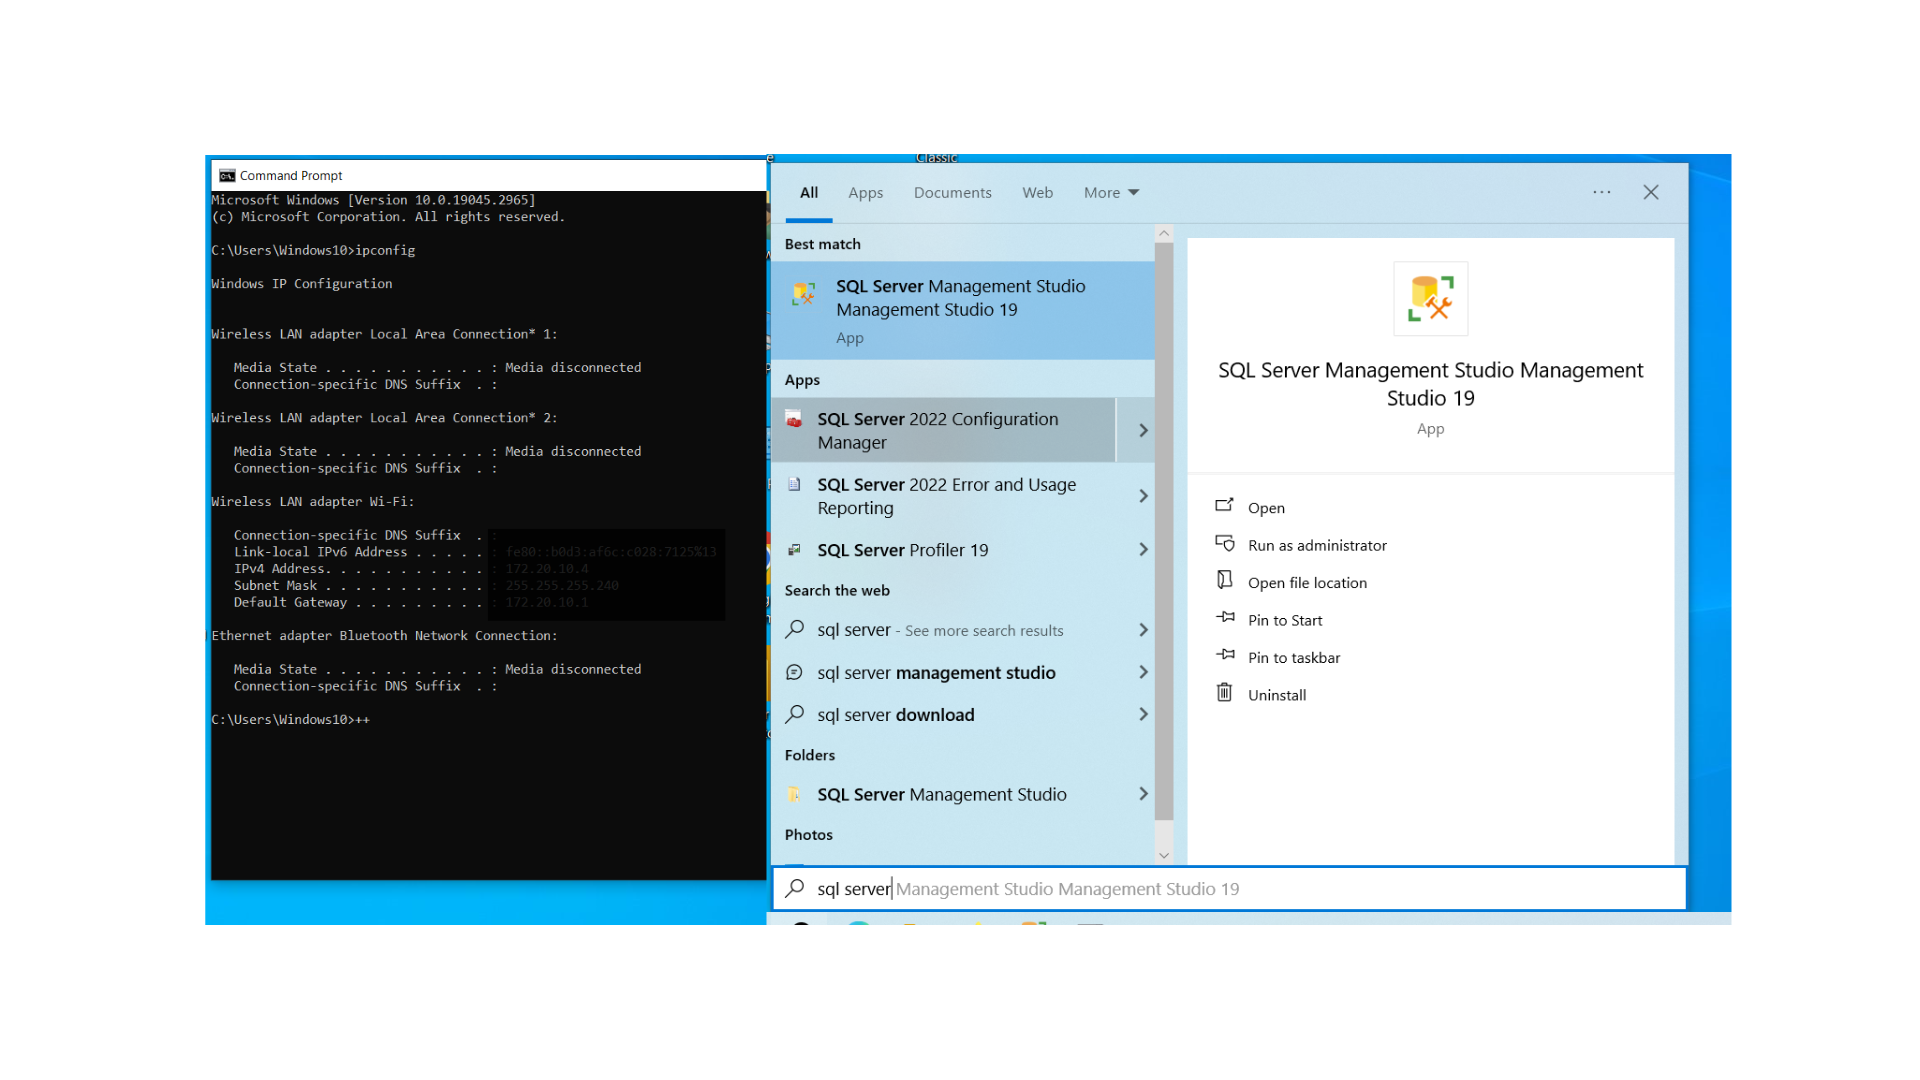 Command Prompt
Microsoft Windows [Version 10.0.19045.2965]
(c) Microsoft Corporation. All rights reserved.
C:\Users\Windows10>ipconfig
Windows IP Configuration
Wireless LAN adapter Local Area Connection* 1:
Media State . . . . . . . . . . . : Media disconnected
Connection-specific DNS Suffix  . :
Wireless LAN adapter Local Area Connection* 2:
Media State . . . . . . . . . . . : Media disconnected
Connection-specific DNS Suffix  . :
Wireless LAN adapter Wi-Fi:
Connection-specific DNS Suffix  . :
Link-local IPv6 Address . . . . . : fe80::b0d3:af6c:c028:7125%13
IPv4 Address. . . . . . . . . . . : 172.20.10.4
Subnet Mask . . . . . . . . . . . : 255.255.255.240
Default Gateway . . . . . . . . . : 172.20.10.1
Ethernet adapter Bluetooth Network Connection:
Media State . . . . . . . . . . . : Media disconnected
Connection-specific DNS Suffix  . :
C:\Users\Windows10>++
Classic
All Apps Documents Web More
Best match
SQL Server Management Studio
Management Studio 19
App
Apps
SQL Server 2022 Configuration
Manager
SQL Server 2022 Error and Usage
Reporting
SQL Server Profiler 19
Search the web
sql server - See more search results
sql server management studio
sql server download
Folders
SQL Server Management Studio
Photos
sql server Management Studio Management Studio 19
SQL Server Management Studio Management
Studio 19
App
Open
Run as administrator
Open file location
Pin to Start
Pin to taskbar
Uninstall